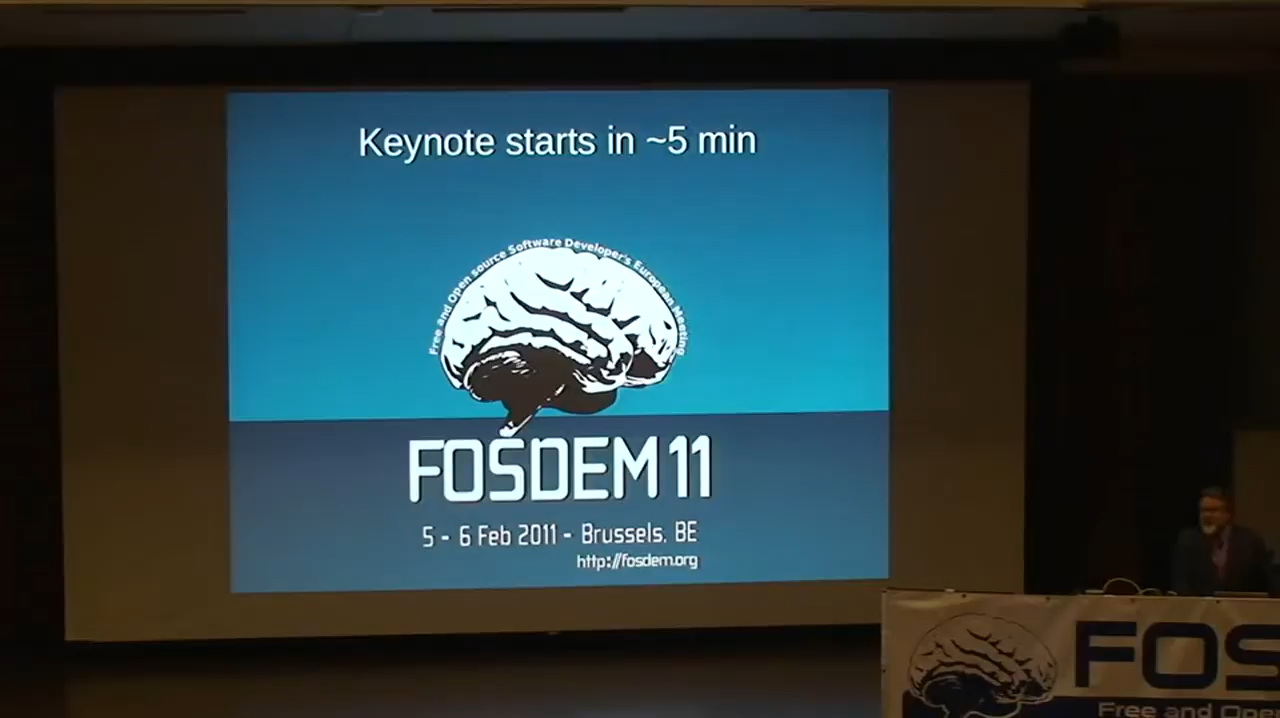 Keynote starts in ~5 min
Free and Open source Software Developer's European Meeting
FOSDEM 11
5 - 6 Feb 2011 - Brussels, BE
http://fosdem.org
FOS
Free and Ope